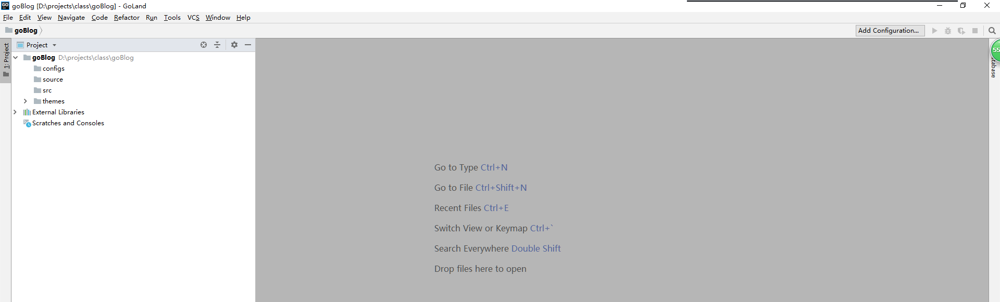 GO goBlog [D:\projects\class\goBlog] - GoLand
File Edit View Navigate Code Refactor Run Tools VCS Window Help
goBlog Add Configuration...
1: Project
Project
goBlog D:\projects\class\goBlog
configs
source
src
themes
External Libraries
Scratches and Consoles
Go to Type Ctrl+N
Go to File Ctrl+Shift+N
Recent Files Ctrl+E
Switch View or Keymap Ctrl+`
Search Everywhere Double Shift
Drop files here to open
55